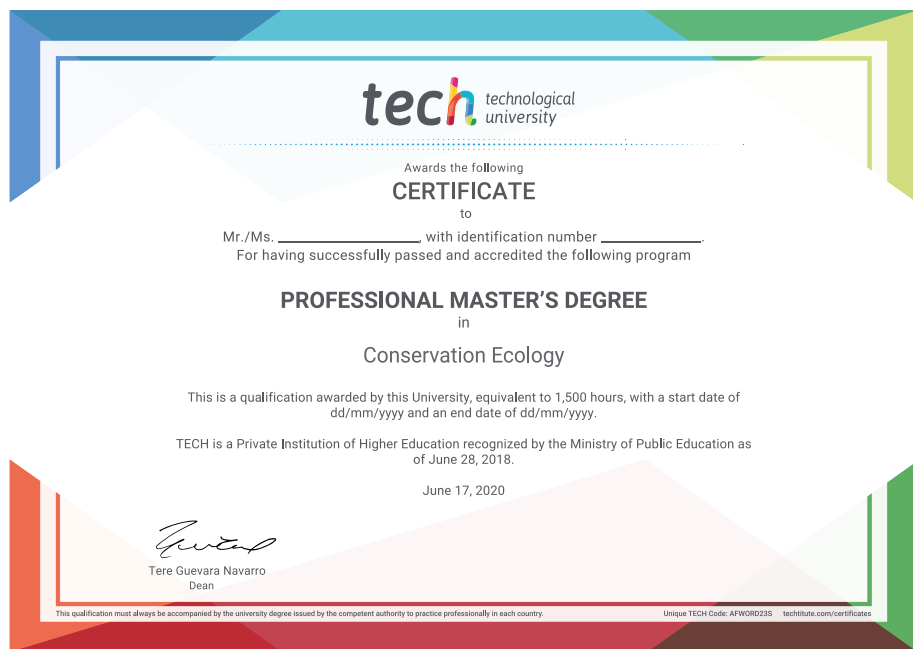 tech technological
university
Awards the following
CERTIFICATE
to
Mr./Ms. ____________________, with identification number ______________.
For having successfully passed and accredited the following program
PROFESSIONAL MASTER'S DEGREE
in
Conservation Ecology
This is a qualification awarded by this University, equivalent to 1,500 hours, with a start date of
dd/mm/yyyy and an end date of dd/mm/yyyy.
TECH is a Private Institution of Higher Education recognized by the Ministry of Public Education as
of June 28, 2018.
June 17, 2020
Tere Guevara Navarro
Dean
This qualification must always be accompanied by the university degree issued by the competent authority to practice professionally in each country. Unique TECH Code: AFWORD23S techtitute.com/certificates